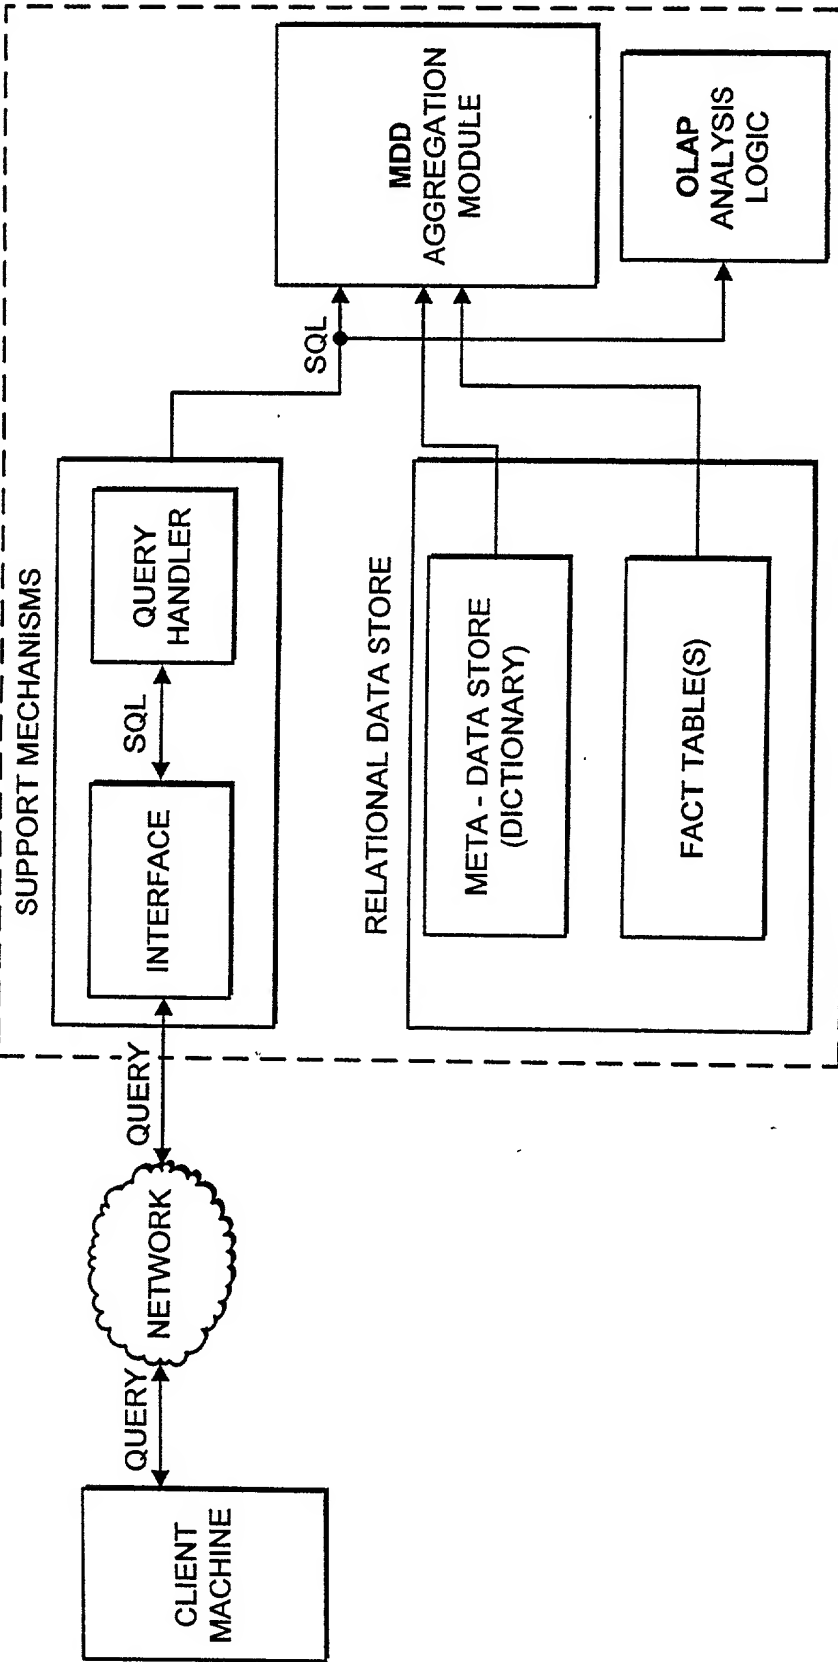 CLIENT
MACHINE
QUERY
NETWORK
QUERY
SUPPORT MECHANISMS
INTERFACE
SQL
QUERY
HANDLER
RELATIONAL DATA STORE
META - DATA STORE
(DICTIONARY)
FACT TABLE(S)
SQL
MDD
AGGREGATION
MODULE
OLAP
ANALYSIS
LOGIC